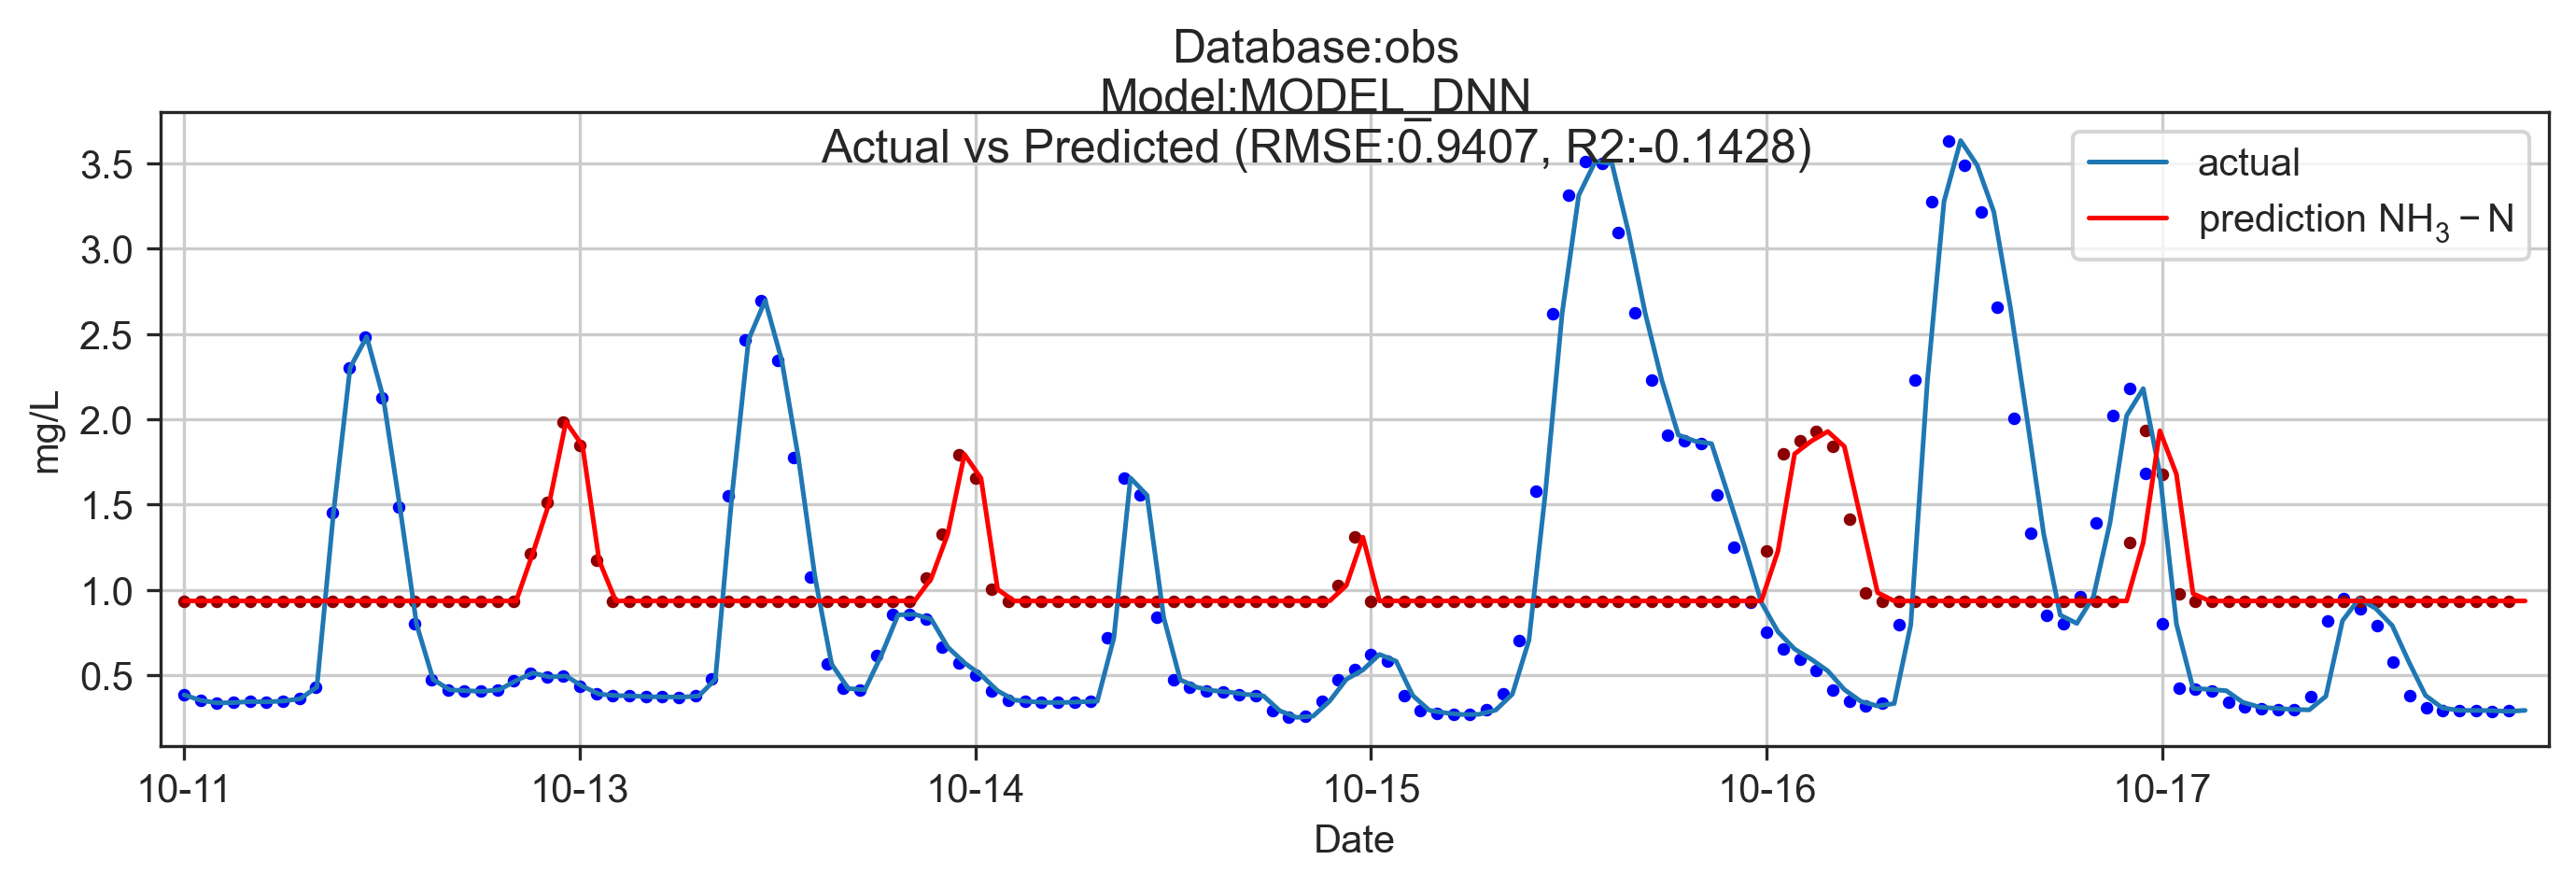 Database:obs
Model:MODEL_DNN
Actual vs Predicted (RMSE:0.9407, R2:-0.1428)
actual
prediction NH₃ − N
mg/L
3.5
3.0
2.5
2.0
1.5
1.0
0.5
10-11 10-13 10-14 10-15 10-16 10-17
Date